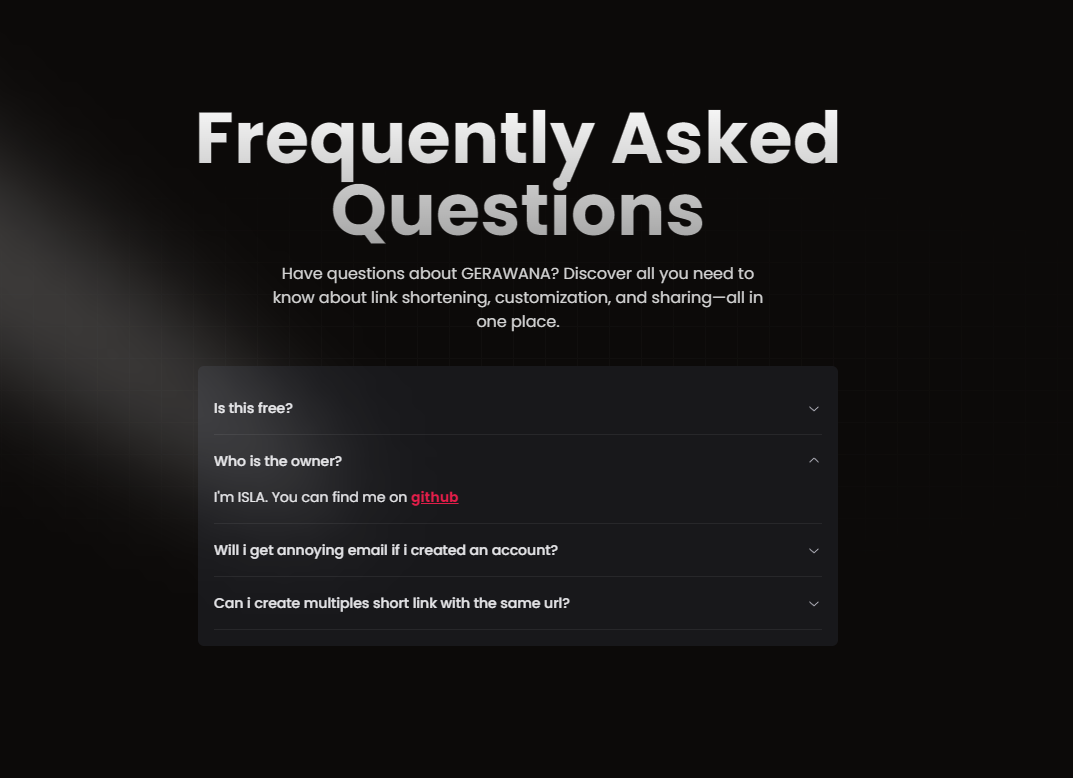 Frequently Asked
Questions
Have questions about GERAWANA? Discover all you need to
know about link shortening, customization, and sharing—all in
one place.
Is this free?
Who is the owner?
I'm ISLA. You can find me on github
Will i get annoying email if i created an account?
Can i create multiples short link with the same url?